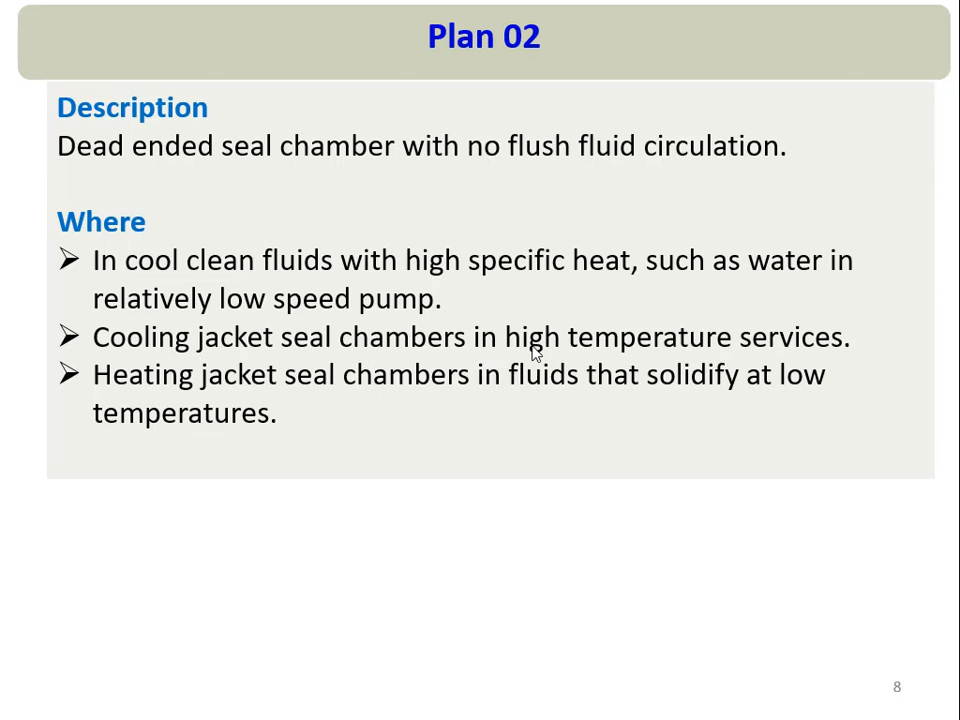 Plan 02
Description
Dead ended seal chamber with no flush fluid circulation.
Where
➢ In cool clean fluids with high specific heat, such as water in
relatively low speed pump.
➢ Cooling jacket seal chambers in high temperature services.
➢ Heating jacket seal chambers in fluids that solidify at low
temperatures.
8